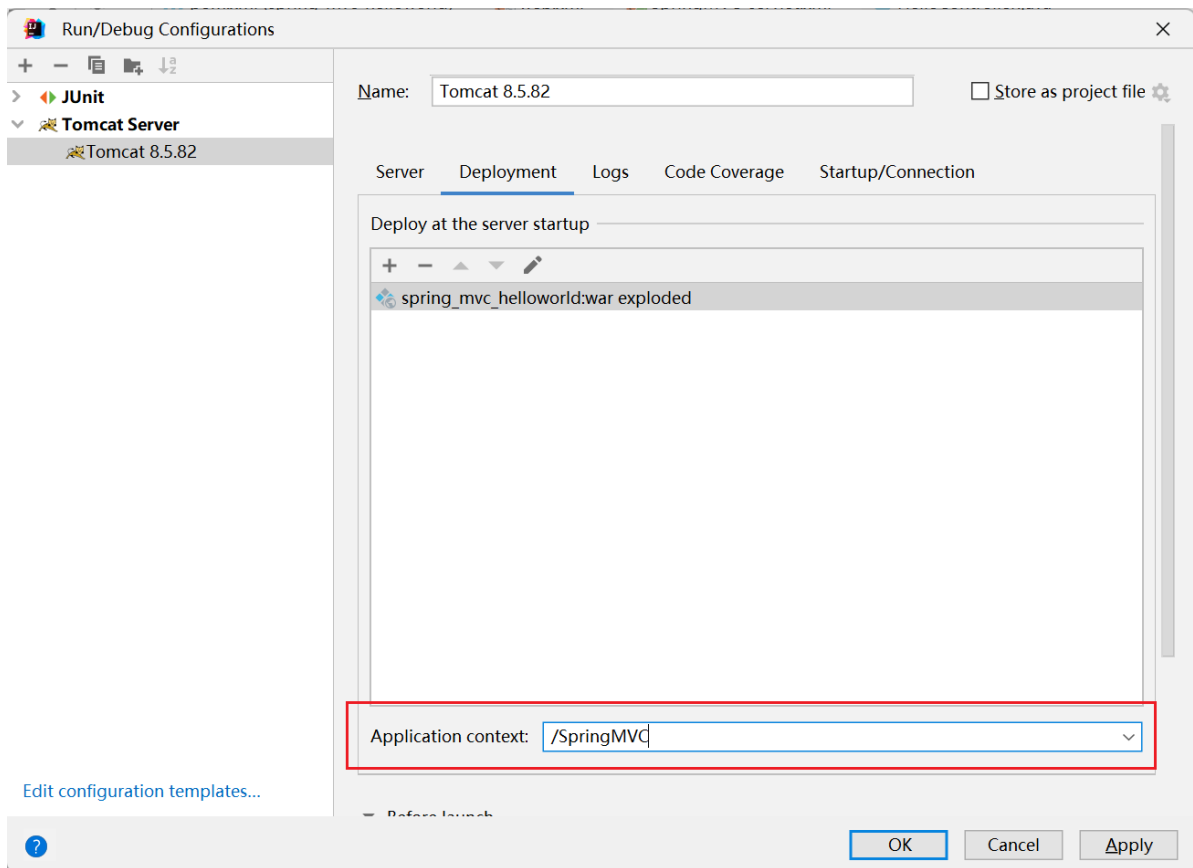 Run/Debug Configurations
JUnit
Tomcat Server
Tomcat 8.5.82
Edit configuration templates...
Name: Tomcat 8.5.82
Store as project file
Server Deployment Logs Code Coverage Startup/Connection
Deploy at the server startup
spring_mvc_helloworld:war exploded
Application context: /SpringMVC
Before launch
? OK Cancel Apply